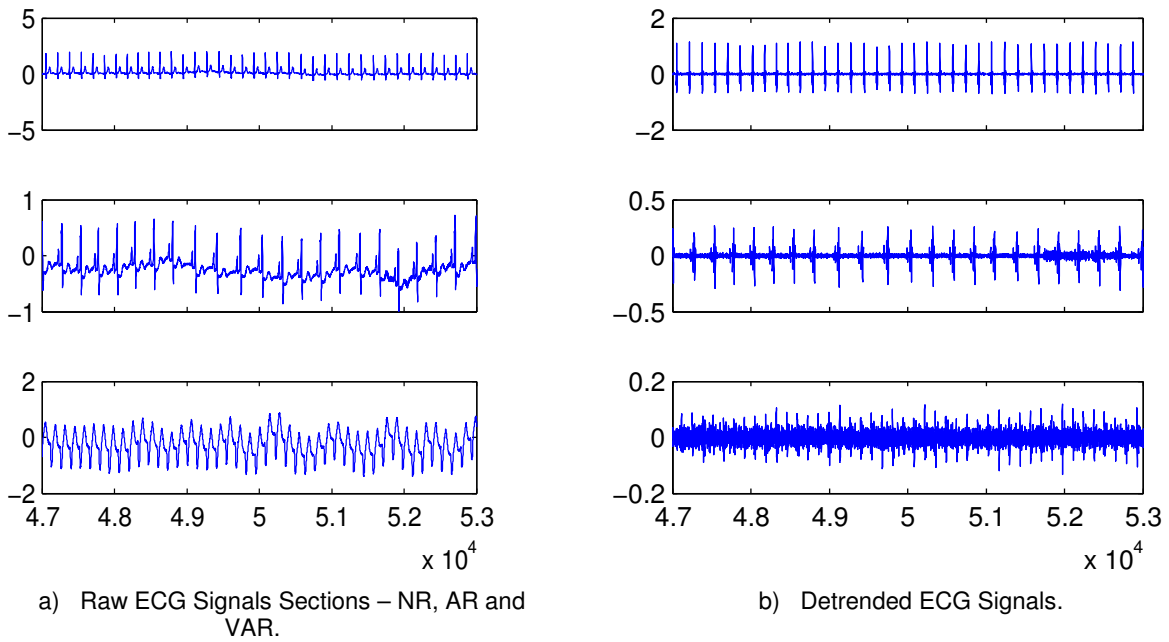 5
0
−5
2
0
−2
1
0
−1
0.5
0
−0.5
2
0
−2
4.7 4.8 4.9 5 5.1 5.2 5.3
x 10^4
0.2
0
−0.2
4.7 4.8 4.9 5 5.1 5.2 5.3
x 10^4
a) Raw ECG Signals Sections – NR, AR and
VAR.
b) Detrended ECG Signals.